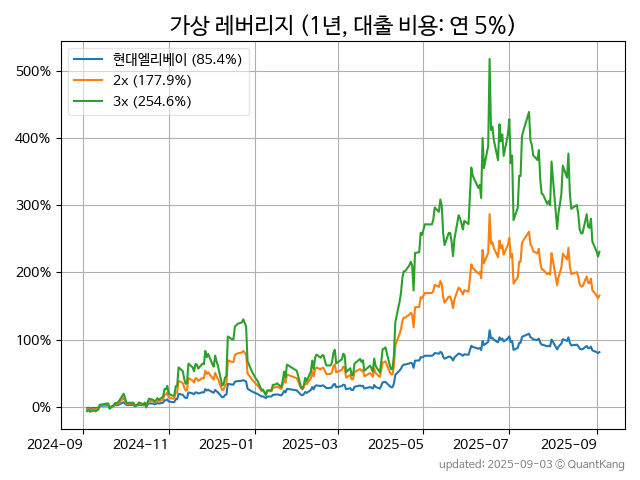 가상 레버리지 (1년, 대출 비용: 연 5%)
현대엘리베이 (85.4%)
2x (177.9%)
3x (254.6%)
500%
400%
300%
200%
100%
0%
2024-09
2024-11
2025-01
2025-03
2025-05
2025-07
2025-09
updated: 2025-09-03 © QuantKang